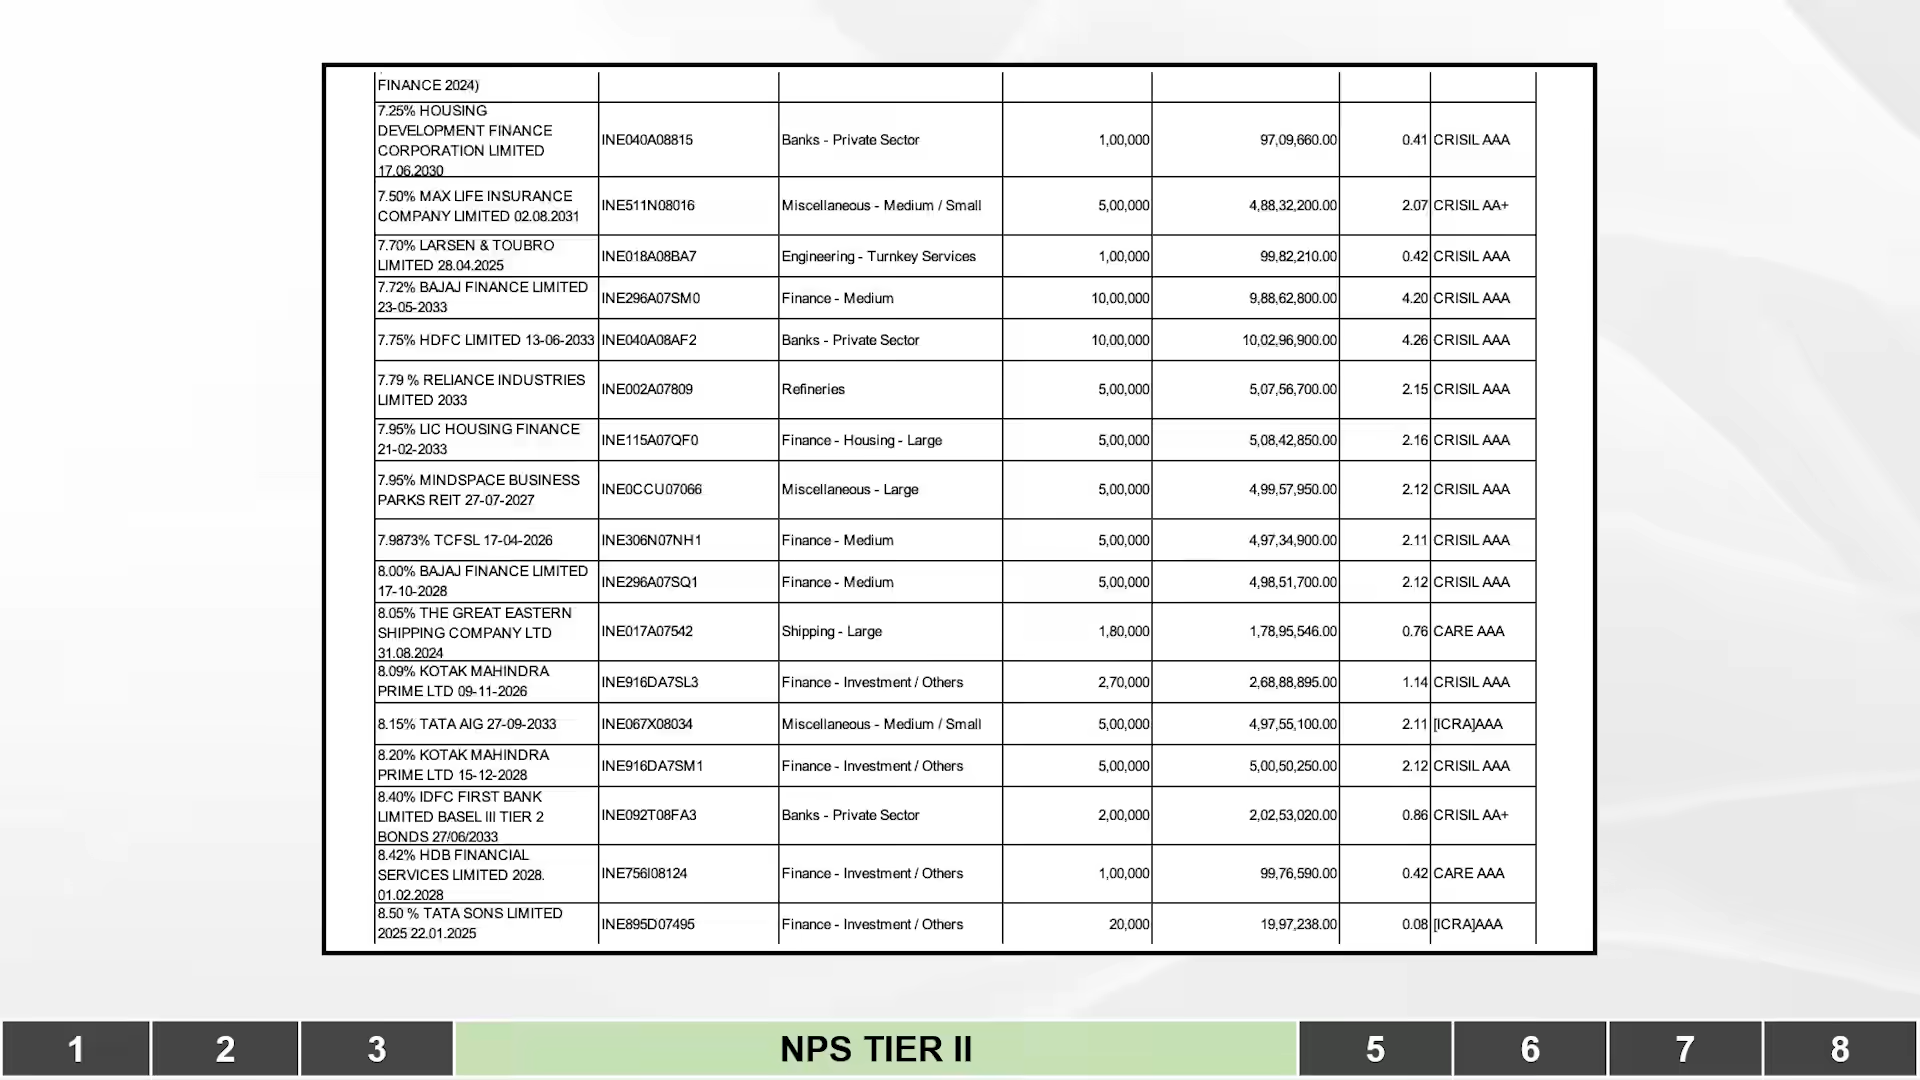 FINANCE 2024)
7.25% HOUSING
DEVELOPMENT FINANCE
CORPORATION LIMITED
17.06.2030
INE040A08815
Banks - Private Sector
1,00,000
97,09,660.00
0.41
CRISIL AAA
7.50% MAX LIFE INSURANCE
COMPANY LIMITED 02.08.2031
INE511N08016
Miscellaneous - Medium / Small
5,00,000
4,88,32,200.00
2.07
CRISIL AA+
7.70% LARSEN & TOUBRO
LIMITED 28.04.2025
INE018A08BA7
Engineering - Turnkey Services
1,00,000
99,82,210.00
0.42
CRISIL AAA
7.72% BAJAJ FINANCE LIMITED
23-05-2033
INE296A07SM0
Finance - Medium
10,00,000
9,88,62,800.00
4.20
CRISIL AAA
7.75% HDFC LIMITED 13-06-2033
INE040A08AF2
Banks - Private Sector
10,00,000
10,02,96,900.00
4.26
CRISIL AAA
7.79 % RELIANCE INDUSTRIES
LIMITED 2033
INE002A07809
Refineries
5,00,000
5,07,56,700.00
2.15
CRISIL AAA
7.95% LIC HOUSING FINANCE
21-02-2033
INE115A07QF0
Finance - Housing - Large
5,00,000
5,08,42,850.00
2.16
CRISIL AAA
7.95% MINDSPACE BUSINESS
PARKS REIT 27-07-2027
INE0CCU07066
Miscellaneous - Large
5,00,000
4,99,57,950.00
2.12
CRISIL AAA
7.9873% TCFSL 17-04-2026
INE306N07NH1
Finance - Medium
5,00,000
4,97,34,900.00
2.11
CRISIL AAA
8.00% BAJAJ FINANCE LIMITED
17-10-2028
INE296A07SQ1
Finance - Medium
5,00,000
4,98,51,700.00
2.12
CRISIL AAA
8.05% THE GREAT EASTERN
SHIPPING COMPANY LTD
31.08.2024
INE017A07542
Shipping - Large
1,80,000
1,78,95,546.00
0.76
CARE AAA
8.09% KOTAK MAHINDRA
PRIME LTD 09-11-2026
INE916DA7SL3
Finance - Investment / Others
2,70,000
2,68,88,895.00
1.14
CRISIL AAA
8.15% TATA AIG 27-09-2033
INE067X08034
Miscellaneous - Medium / Small
5,00,000
4,97,55,100.00
2.11
[ICRA]AAA
8.20% KOTAK MAHINDRA
PRIME LTD 15-12-2028
INE916DA7SM1
Finance - Investment / Others
5,00,000
5,00,50,250.00
2.12
CRISIL AAA
8.40% IDFC FIRST BANK
LIMITED BASEL III TIER 2
BONDS 27/06/2033
INE092T08FA3
Banks - Private Sector
2,00,000
2,02,53,020.00
0.86
CRISIL AA+
8.42% HDB FINANCIAL
SERVICES LIMITED 2028.
01.02.2028
INE756I08124
Finance - Investment / Others
1,00,000
99,76,590.00
0.42
CARE AAA
8.50 % TATA SONS LIMITED
2025 22.01.2025
INE895D07495
Finance - Investment / Others
20,000
19,97,238.00
0.08
[ICRA]AAA
1
2
3
NPS TIER II
5
6
7
8